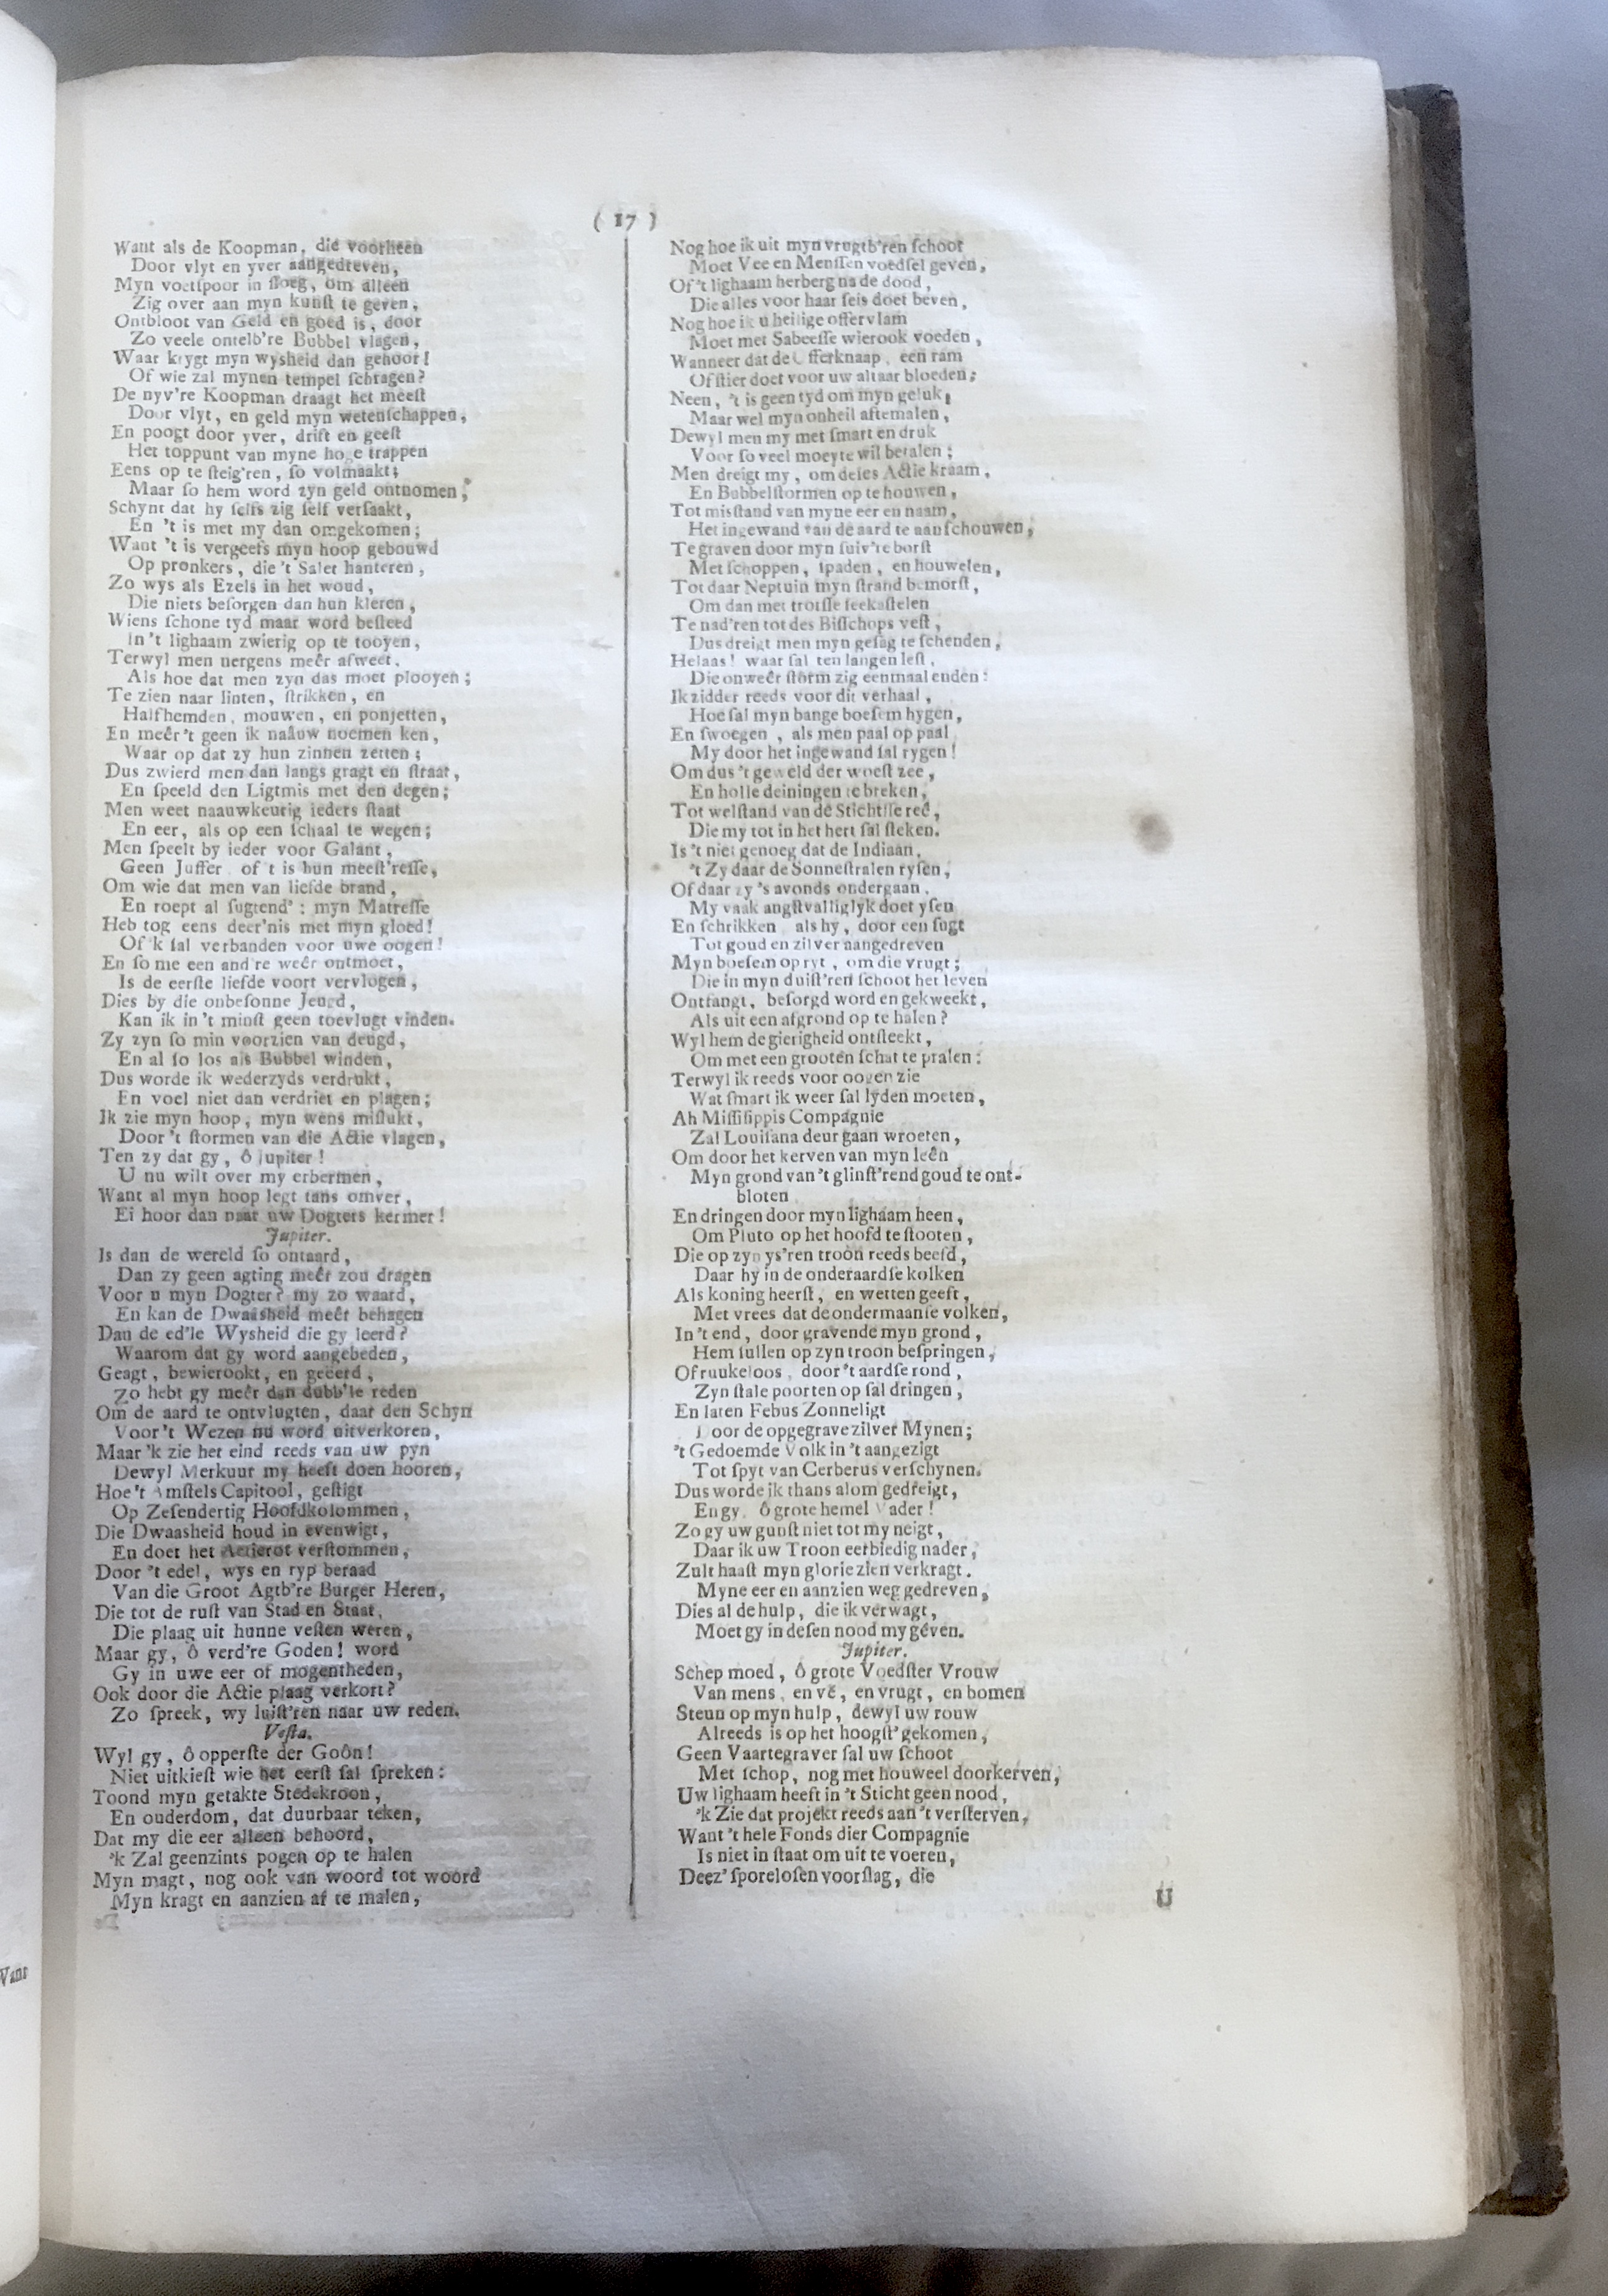 ( 17 )
Want als de Koopman, die voorheen
Door vlyt en yver aangedreven,
Myn voetſpoor in ſloeg, om alleen
Zig over aan myn kunſt te geven,
Ontbloot van Geld en goed is, door
Zo veele ontelb're Bubbel vlagen,
Waar krygt myn wysheid dan gehoor!
Of wie zal mynen tempel ſchragen?
De nyv're Koopman draagt het meeſt
Door vlyt, en geld myn wetenſchappen,
En poogt door yver, drift en geeſt
Het toppunt van myne hoge trappen
Eens op te ſteig'ren, ſo volmaakt;
Maar ſo hem word zyn geld ontnomen,
Schynt dat hy ſelfs zig ſelf verſaakt,
En 't is met my dan omgekomen;
Want 't is vergeefs myn hoop gebouwd
Op pronkers, die 't Salet hanteren,
Zo wys als Ezels in het woud,
Die niets beſorgen dan hun kleren,
Wiens ſchone tyd maar word beſteed
In 't lighaam zwierig op te tooyen,
Terwyl men nergens meêr afweet,
Als hoe dat men zyn das moet plooyen;
Te zien naar linten, ſtrikken, en
Halfhemden, mouwen, en ponjetten,
En meêr 't geen ik naâuw noemen ken,
Waar op dat zy hun zinnen zetten;
Dus zwierd men dan langs gragt en ſtraat,
En ſpeeld den Ligtmis met den degen;
Men weet naauwkeurig ieders ſtaat
En eer, als op een ſchaal te wegen;
Men ſpeelt by ieder voor Galant,
Geen Juffer of 't is hun meeſt'reſſe,
Om wie dat men van liefde brand,
En roept al ſugtend': myn Matreſſe
Heb tog eens deer'nis met myn gloed!
Of 'k ſal verbanden voor uwe oogen!
En ſo me een and're weêr ontmoet,
Is de eerſte liefde voort vervlogen,
Dies by die onbeſonne Jeugd,
Kan ik in 't minſt geen toevlugt vinden.
Zy zyn ſo min voorzien van deugd,
En al ſo los als Bubbel winden,
Dus worde ik wederzyds verdrukt,
En voel niet dan verdriet en plagen;
Ik zie myn hoop, myn wens miſlukt,
Door 't ſtormen van die Actie vlagen,
Ten zy dat gy, ô Jupiter!
U nu wilt over my erbermen,
Want al myn hoop legt tans omver,
Ei hoor dan naar uw Dogters kermer!
Jupiter.
Is dan de wereld ſo ontaard,
Dan zy geen agting meêr zou dragen
Voor u myn Dogter? my zo waard,
En kan de Dwaasheid meêr behagen
Dan de ed'le Wysheid die gy leerd?
Waarom dat gy word aangebeden,
Geagt, bewierookt, en geëerd,
Zo hebt gy meêr dan dubb'le reden
Om de aard te ontvlugten, daar den Schyn
Voor 't Wezen nu word uitverkoren,
Maar 'k zie het eind reeds van uw pyn
Dewyl Merkuur my heeft doen hooren,
Hoe 't Amſtels Capitool, geſtigt
Op Zeſendertig Hoofdkolommen,
Die Dwaasheid houd in evenwigt,
En doet het Actierot verſtommen,
Door 't edel, wys en ryp beraad
Van die Groot Agtb're Burger Heren,
Die tot de ruſt van Stad en Staat,
Die plaag uit hunne veſten weren,
Maar gy, ô verd're Goden! word
Gy in uwe eer of mogentheden,
Ook door die Actie plaag verkort?
Zo ſpreek, wy luiſt'ren naar uw reden.
Veſta.
Wyl gy, ô opperſte der Goôn!
Niet uitkieſt wie het eerſt ſal ſpreken:
Toond myn getakte Stedekroon,
En ouderdom, dat duurbaar teken,
Dat my die eer alleen behoord,
'k Zal geenzints pogen op te halen
Myn magt, nog ook van woord tot woord
Myn kragt en aanzien af te malen,
Nog hoe ik uit myn vrugtb'ren ſchoot
Moet Vee en Menſſen voedſel geven,
Of 't lighaam herberg na de dood,
Die alles voor haar ſeis doet beven,
Nog hoe ik u heilige offervlam
Moet met Sabeeſſe wierook voeden,
Wanneer dat de Offerknaap, een ram
Of ſtier doet voor uw altaar bloeden;
Neen, 't is geen tyd om myn geluk,
Maar wel myn onheil aftemalen,
Dewyl men my met ſmart en druk
Voor ſo veel moeyte wil betalen;
Men dreigt my, om deſes Actie kraam,
En Bubbelſtormen op te houwen,
Tot misſtand van myne eer en naam,
Het ingewand van de aard te aanſchouwen,
Te graven door myn ſuiv're borſt
Met ſchoppen, ſpaden, en houwelen,
Tot daar Neptuin myn ſtrand bemorſt,
Om dan met trotſſe ſeekaſtelen
Te nad'ren tot des Biſſchops veſt,
Dus dreigt men myn geſag te ſchenden,
Helaas! waar ſal ten langen leſt,
Die onweêr ſtorm zig eenmaal enden:
Ik zidder reeds voor dit verhaal,
Hoe ſal myn bange boeſem hygen,
En ſwoegen, als men paal op paal
My door het ingewand ſal rygen!
Om dus 't geweld der woeſt zee,
En holle deiningen te breken,
Tot welſtand van de Stichtſſe reê,
Die my tot in het hert ſal ſteken.
Is 't niet genoeg dat de Indiaan,
't Zy daar de Sonneſtralen ryſen,
Of daar zy 's avonds ondergaan,
My vaak angſtvalliglyk doet yſen
En ſchrikken, als hy, door een ſugt
Tot goud en zilver aangedreven
Myn boeſem op ryt, om die vrugt;
Die in myn duiſt'ren ſchoot het leven
Ontfangt, beſorgd word en gekweekt,
Als uit een afgrond op te halen?
Wyl hem de gierigheid ontſteekt,
Om met een grooten ſchat te pralen:
Terwyl ik reeds voor oogen zie
Wat ſmart ik weer ſal lyden moeten,
Ah Miſſiſippis Compagnie
Zal Louiſana deur gaan wroeten,
Om door het kerven van myn leên
Myn grond van 't glinſt'rend goud te ont-
bloten
En dringen door myn lighaam heen,
Om Pluto op het hoofd te ſtooten,
Die op zyn ys'ren troon reeds beefd,
Daar hy in de onderaardſe kolken
Als koning heerſt, en wetten geeft,
Met vrees dat de ondermaanſe volken,
In 't end, door gravende myn grond,
Hem ſullen op zyn troon beſpringen,
Of ruukeloos, door 't aardſe rond,
Zyn ſtale poorten op ſal dringen,
En laten Febus Zonneligt
Door de opgegrave zilver Mynen;
't Gedoemde Volk in 't aangezigt
Tot ſpyt van Cerberus verſchynen.
Dus worde ik thans alom gedreigt,
En gy, ô grote hemel Vader!
Zo gy uw gunſt niet tot my neigt,
Daar ik uw Troon eerbiedig nader,
Zult haaſt myn glorie zien verkragt.
Myne eer en aanzien weg gedreven,
Dies al de hulp, die ik verwagt,
Moet gy in deſen nood my géven.
Jupiter.
Schep moed, ô grote Voedſter Vrouw
Van mens, en vê, en vrugt, en bomen
Steun op myn hulp, dewyl uw rouw
Alreeds is op het hoogſt' gekomen,
Geen Vaartegraver ſal uw ſchoot
Met ſchop, nog met houweel doorkerven,
Uw lighaam heeft in 't Sticht geen nood,
'k Zie dat projekt reeds aan 't verſterven,
Want 't hele Fonds dier Compagnie
Is niet in ſtaat om uit te voeren,
Deez' ſporeloſen voorſlag, die
U